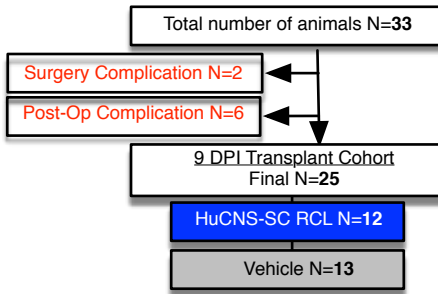 Total number of animals N=33
Surgery Complication N=2
Post-Op Complication N=6
9 DPI Transplant Cohort
Final N=25
HuCNS-SC RCL N=12
Vehicle N=13